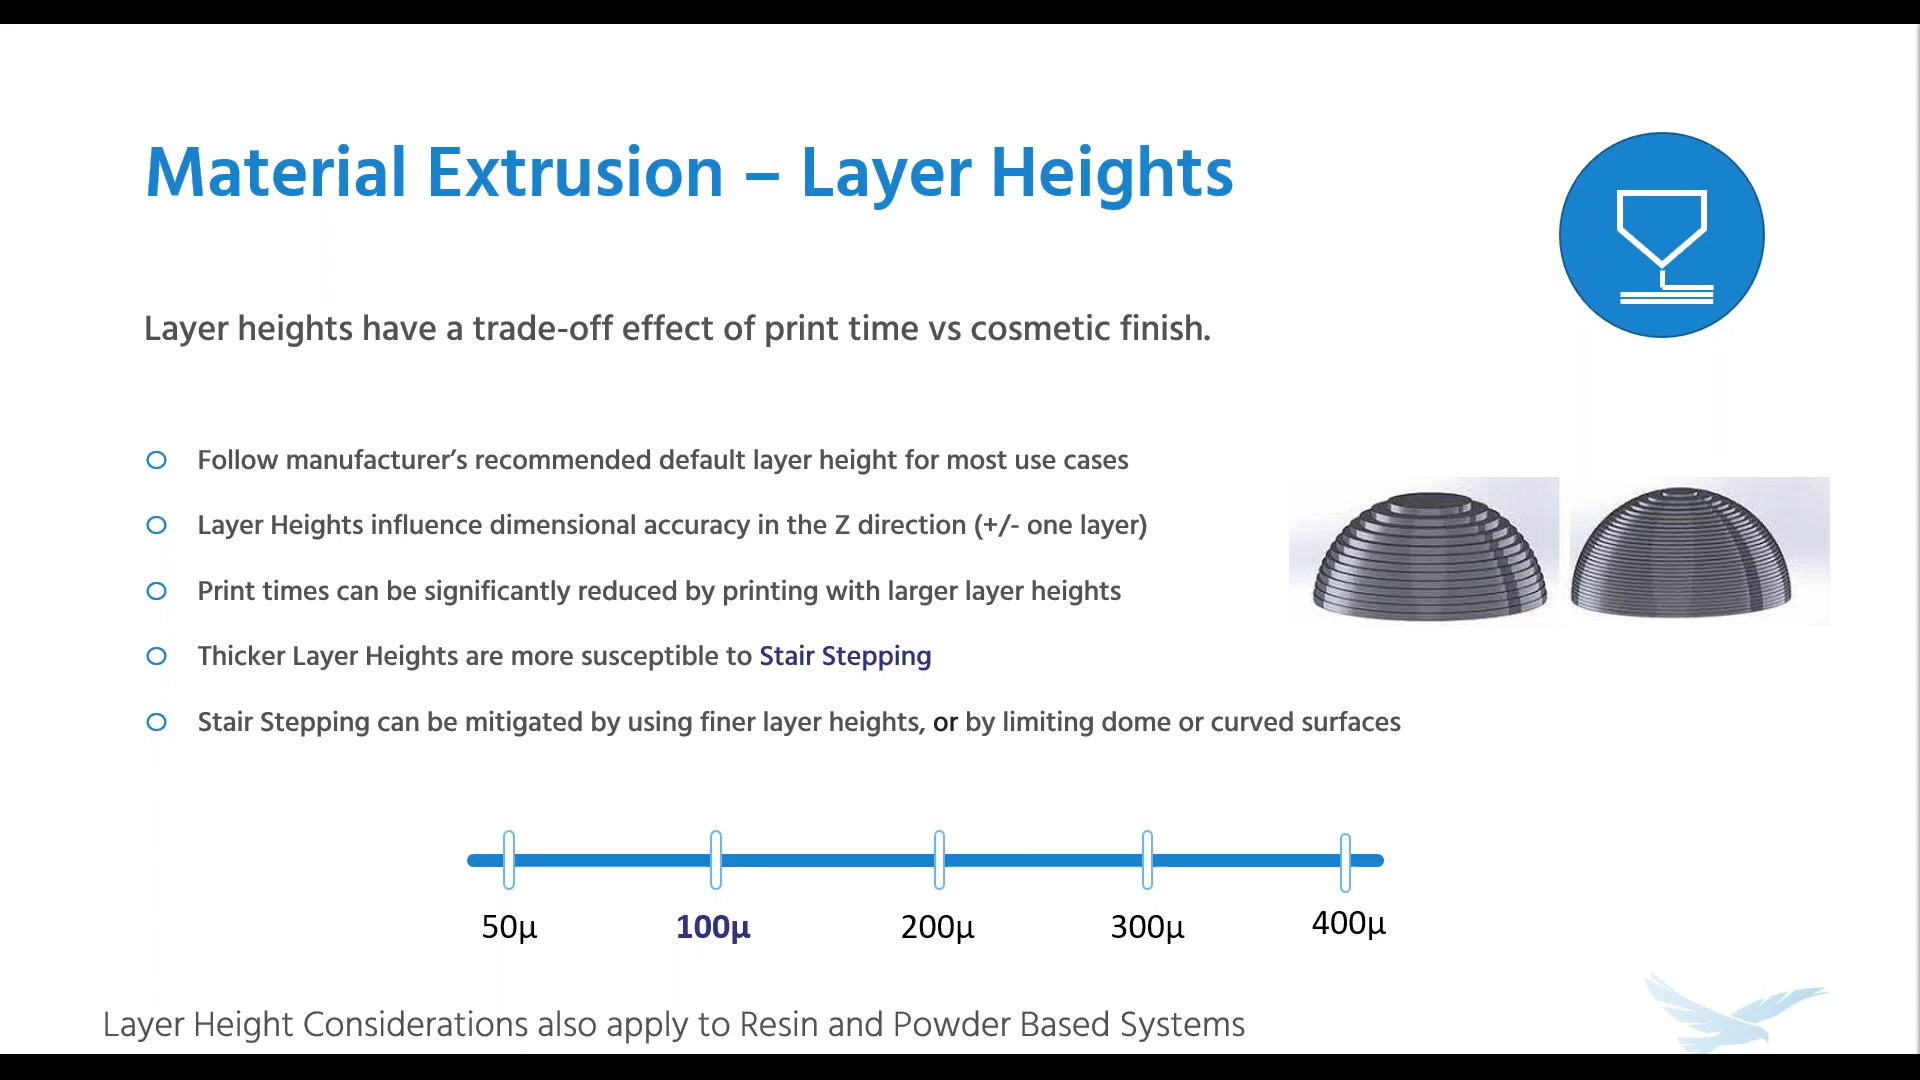 Material Extrusion – Layer Heights
Layer heights have a trade-off effect of print time vs cosmetic finish.
Follow manufacturer’s recommended default layer height for most use cases
Layer Heights influence dimensional accuracy in the Z direction (+/- one layer)
Print times can be significantly reduced by printing with larger layer heights
Thicker Layer Heights are more susceptible to Stair Stepping
Stair Stepping can be mitigated by using finer layer heights, or by limiting dome or curved surfaces
50μ 100μ 200μ 300μ 400μ
Layer Height Considerations also apply to Resin and Powder Based Systems